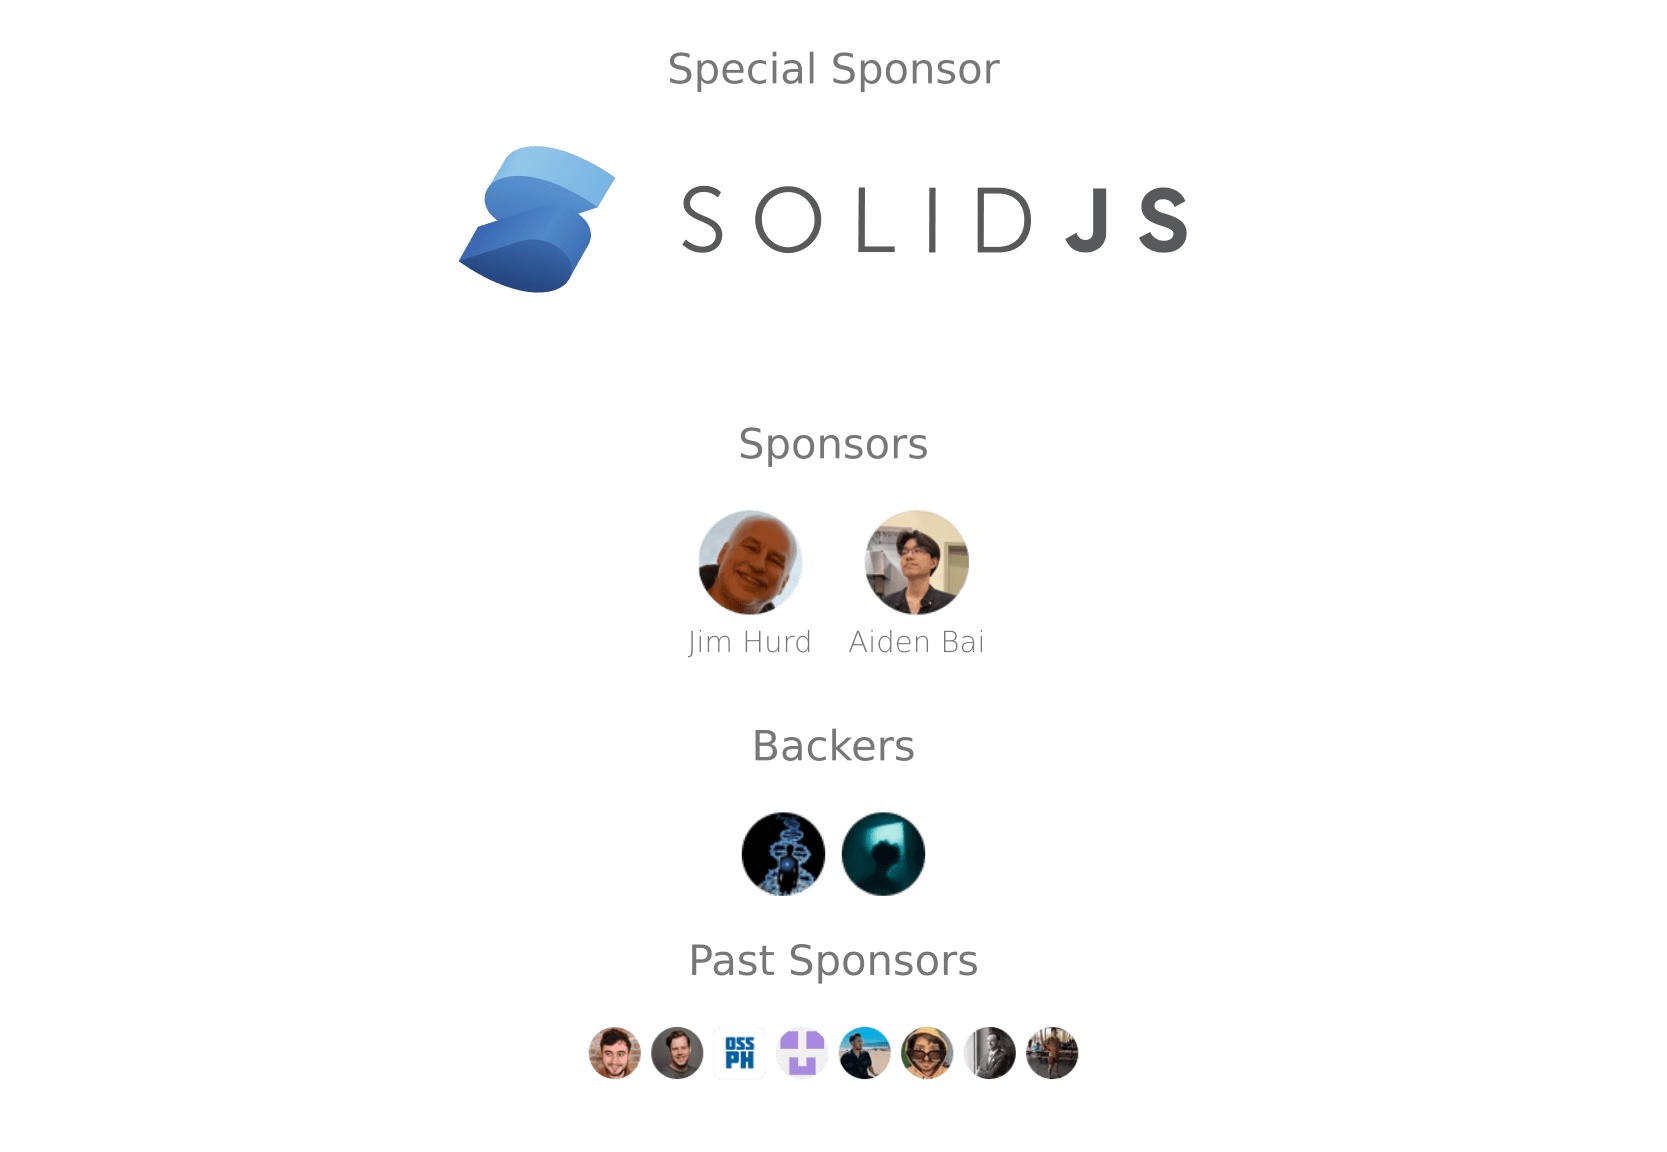 Special Sponsor
SOLIDJS
Sponsors
Jim Hurd Aiden Bai
Backers
Past Sponsors
OSS
PH